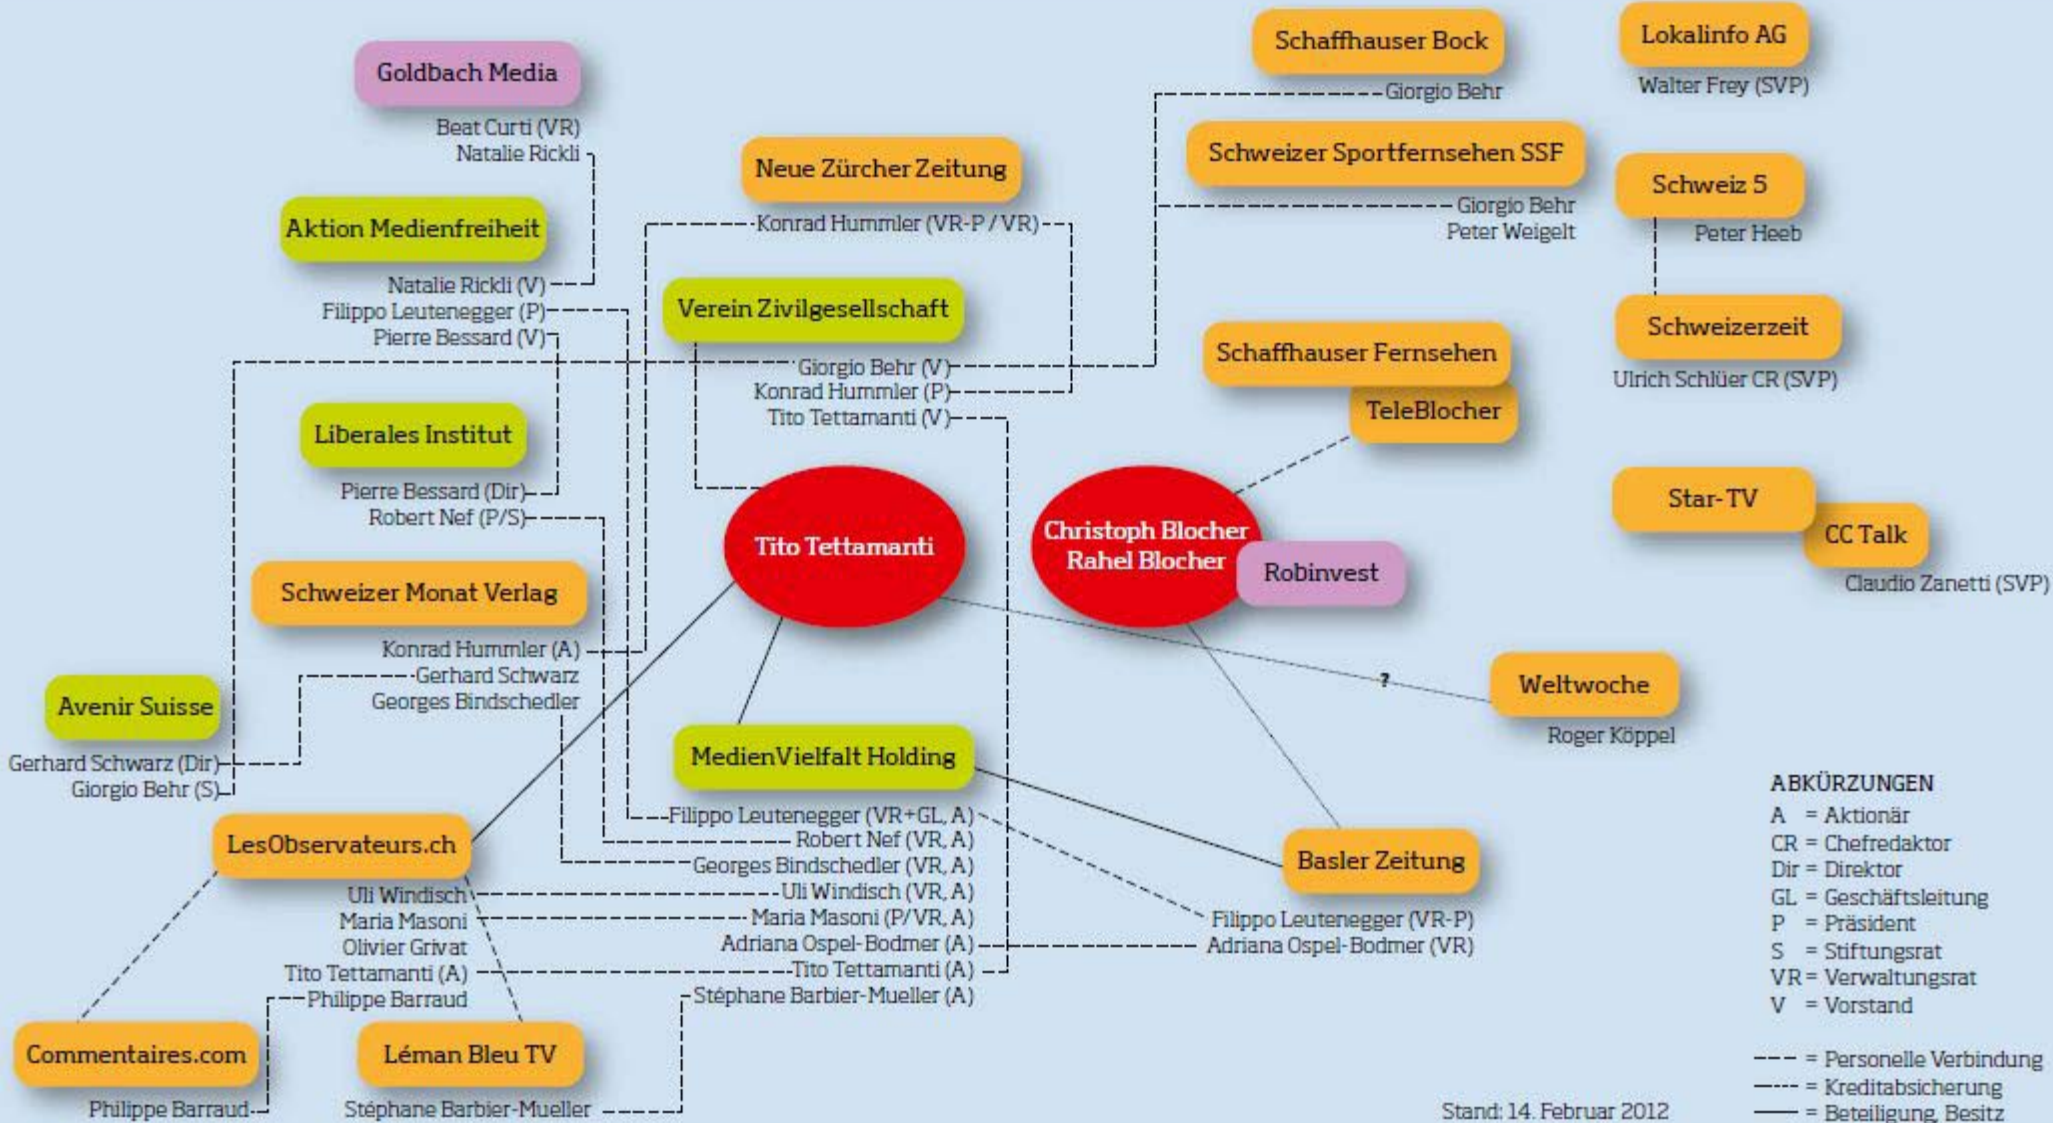 Goldbach Media
Beat Curti (VR)
Natalie Rickli
Aktion Medienfreiheit
Natalie Rickli (V)
Filippo Leutenegger (P)
Pierre Bessard (V)
Liberales Institut
Pierre Bessard (Dir)
Robert Nef (P/S)
Schweizer Monat Verlag
Konrad Hummler (A)
Gerhard Schwarz
Georges Bindschedler
Avenir Suisse
Gerhard Schwarz (Dir)
Giorgio Behr (S)
LesObservateurs.ch
Uli Windisch
Maria Masoni
Olivier Grivat
Tito Tettamanti (A)
Philippe Barraud
Commentaires.com
Philippe Barraud
Léman Bleu TV
Stéphane Barbier-Mueller
Neue Zürcher Zeitung
Konrad Hummler (VR-P / VR)
Verein Zivilgesellschaft
Giorgio Behr (V)
Konrad Hummler (P)
Tito Tettamanti (V)
Tito Tettamanti
MedienVielfalt Holding
Filippo Leutenegger (VR+GL, A)
Robert Nef (VR, A)
Georges Bindschedler (VR, A)
Uli Windisch (VR, A)
Maria Masoni (P/VR, A)
Adriana Ospel-Bodmer (A)
Tito Tettamanti (A)
Stéphane Barbier-Mueller (A)
Schaffhauser Bock
Giorgio Behr
Schweizer Sportfernsehen SSF
Giorgio Behr
Peter Weigelt
Schaffhauser Fernsehen
TeleBlocher
Christoph Blocher
Rahel Blocher
Robinvest
?
Basler Zeitung
Filippo Leutenegger (VR-P)
Adriana Ospel-Bodmer (VR)
Lokalinfo AG
Walter Frey (SVP)
Schweiz 5
Peter Heeb
Schweizerzeit
Ulrich Schlüer CR (SVP)
Star-TV
CC Talk
Claudio Zanetti (SVP)
Weltwoche
Roger Köppel
ABKÜRZUNGEN
A = Aktionär
CR = Chefredaktor
Dir = Direktor
GL = Geschäftsleitung
P = Präsident
S = Stiftungsrat
VR = Verwaltungsrat
V = Vorstand
= Personelle Verbindung
= Kreditabsicherung
= Beteiligung, Besitz
Stand: 14. Februar 2012